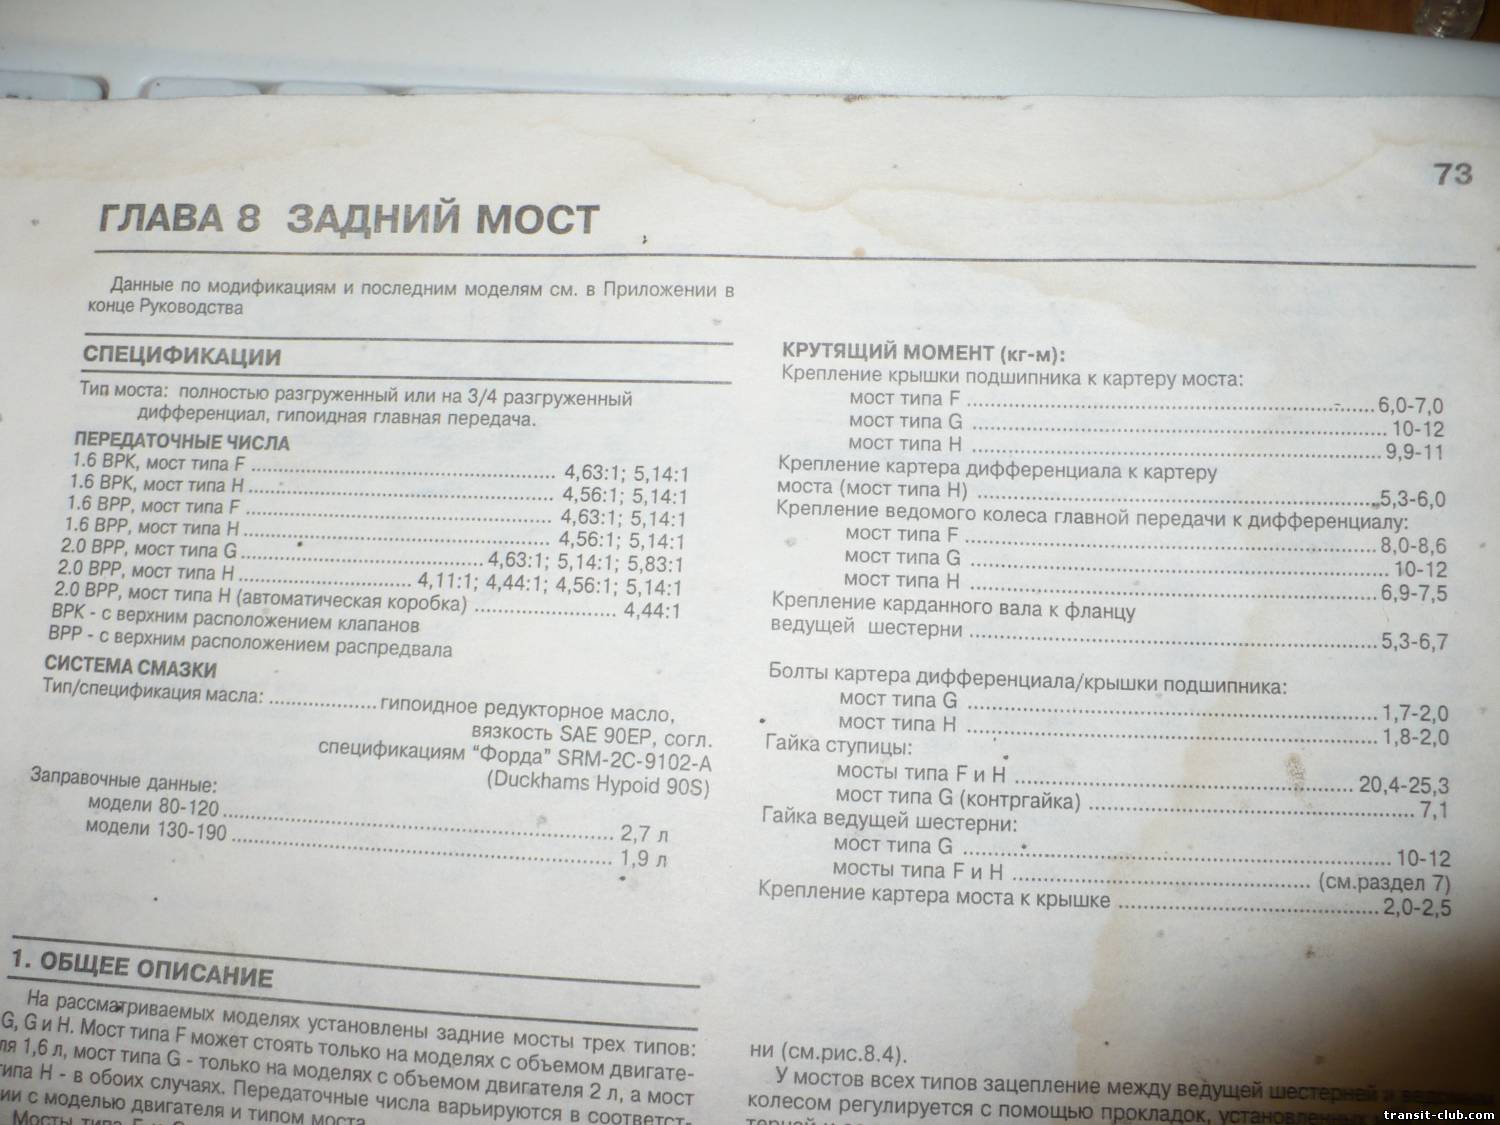 73
ГЛАВА 8 ЗАДНИЙ МОСТ
Данные по модификациям и последним моделям см. в Приложении в
конце Руководства
СПЕЦИФИКАЦИИ
Тип моста: полностью разгруженный или на 3/4 разгруженный
дифференциал, гипоидная главная передача.
ПЕРЕДАТОЧНЫЕ ЧИСЛА
1.6 ВРК, мост типа F ... 4,63:1; 5,14:1
1.6 ВРК, мост типа H ... 4,56:1; 5,14:1
1.6 ВРР, мост типа F ... 4,63:1; 5,14:1
1.6 ВРР, мост типа H ... 4,56:1; 5,14:1
2.0 ВРР, мост типа G ... 4,63:1; 5,14:1; 5,83:1
2.0 ВРР, мост типа H ... 4,11:1; 4,44:1; 4,56:1; 5,14:1
2.0 ВРР, мост типа H (автоматическая коробка) ... 4,44:1
ВРК - с верхним расположением клапанов
ВРР - с верхним расположением распредвала
СИСТЕМА СМАЗКИ
Тип/спецификация масла: ... гипоидное редукторное масло,
вязкость SAE 90EP, согл.
спецификациям "Форда" SRM-2C-9102-A
(Duckhams Hypoid 90S)
Заправочные данные:
модели 80-120 ... 2,7 л
модели 130-190 ... 1,9 л
КРУТЯЩИЙ МОМЕНТ (кг-м):
Крепление крышки подшипника к картеру моста:
мост типа F ... 6,0-7,0
мост типа G ... 10-12
мост типа H ... 9,9-11
Крепление картера дифференциала к картеру
моста (мост типа H) ... 5,3-6,0
Крепление ведомого колеса главной передачи к дифференциалу:
мост типа F ... 8,0-8,6
мост типа G ... 10-12
мост типа H ... 6,9-7,5
Крепление карданного вала к фланцу
ведущей шестерни ... 5,3-6,7
Болты картера дифференциала/крышки подшипника:
мост типа G ... 1,7-2,0
мост типа H ... 1,8-2,0
Гайка ступицы:
мосты типа F и H ... 20,4-25,3
мост типа G (контргайка) ... 7,1
Гайка ведущей шестерни:
мост типа G ... 10-12
мосты типа F и H ... (см.раздел 7)
Крепление картера моста к крышке ... 2,0-2,5
1. ОБЩЕЕ ОПИСАНИЕ
На рассматриваемых моделях установлены задние мосты трех типов:
G, G и H. Мост типа F может стоять только на моделях с объемом двигате-
ля 1,6 л, мост типа G - только на моделях с объемом двигателя 2 л, а мост
типа H - в обоих случаях. Передаточные числа варьируются в соответст-
ии с моделью двигателя и типом моста.
Мосты типа F и
ни (см.рис.8.4).
У мостов всех типов зацепление между ведущей шестерней и ведомым
колесом регулируется с помощью прокладок, установленных
transit-club.com